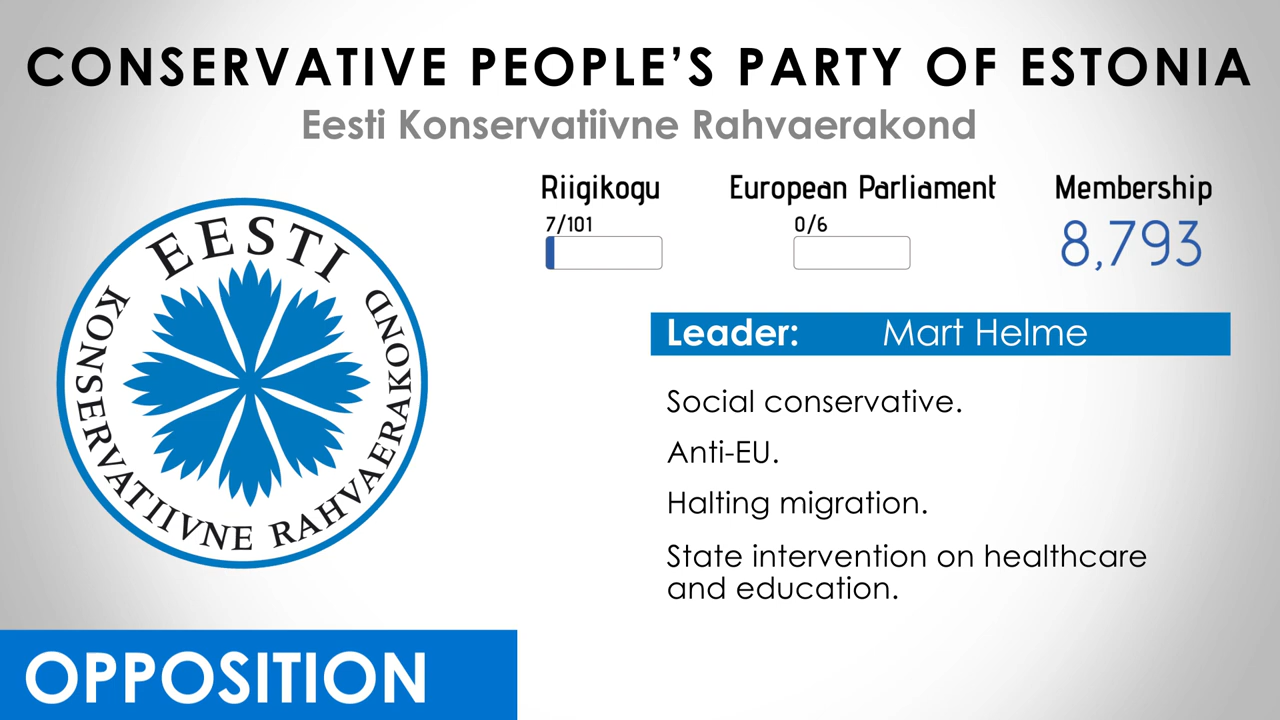 CONSERVATIVE PEOPLE’S PARTY OF ESTONIA
Eesti Konservatiivne Rahvaerakond
Riigikogu
7/101
European Parliament
0/6
Membership
8,793
EESTI
KONSERVATIIVNE RAHVAERAKOND
Leader: Mart Helme
Social conservative.
Anti-EU.
Halting migration.
State intervention on healthcare
and education.
OPPOSITION